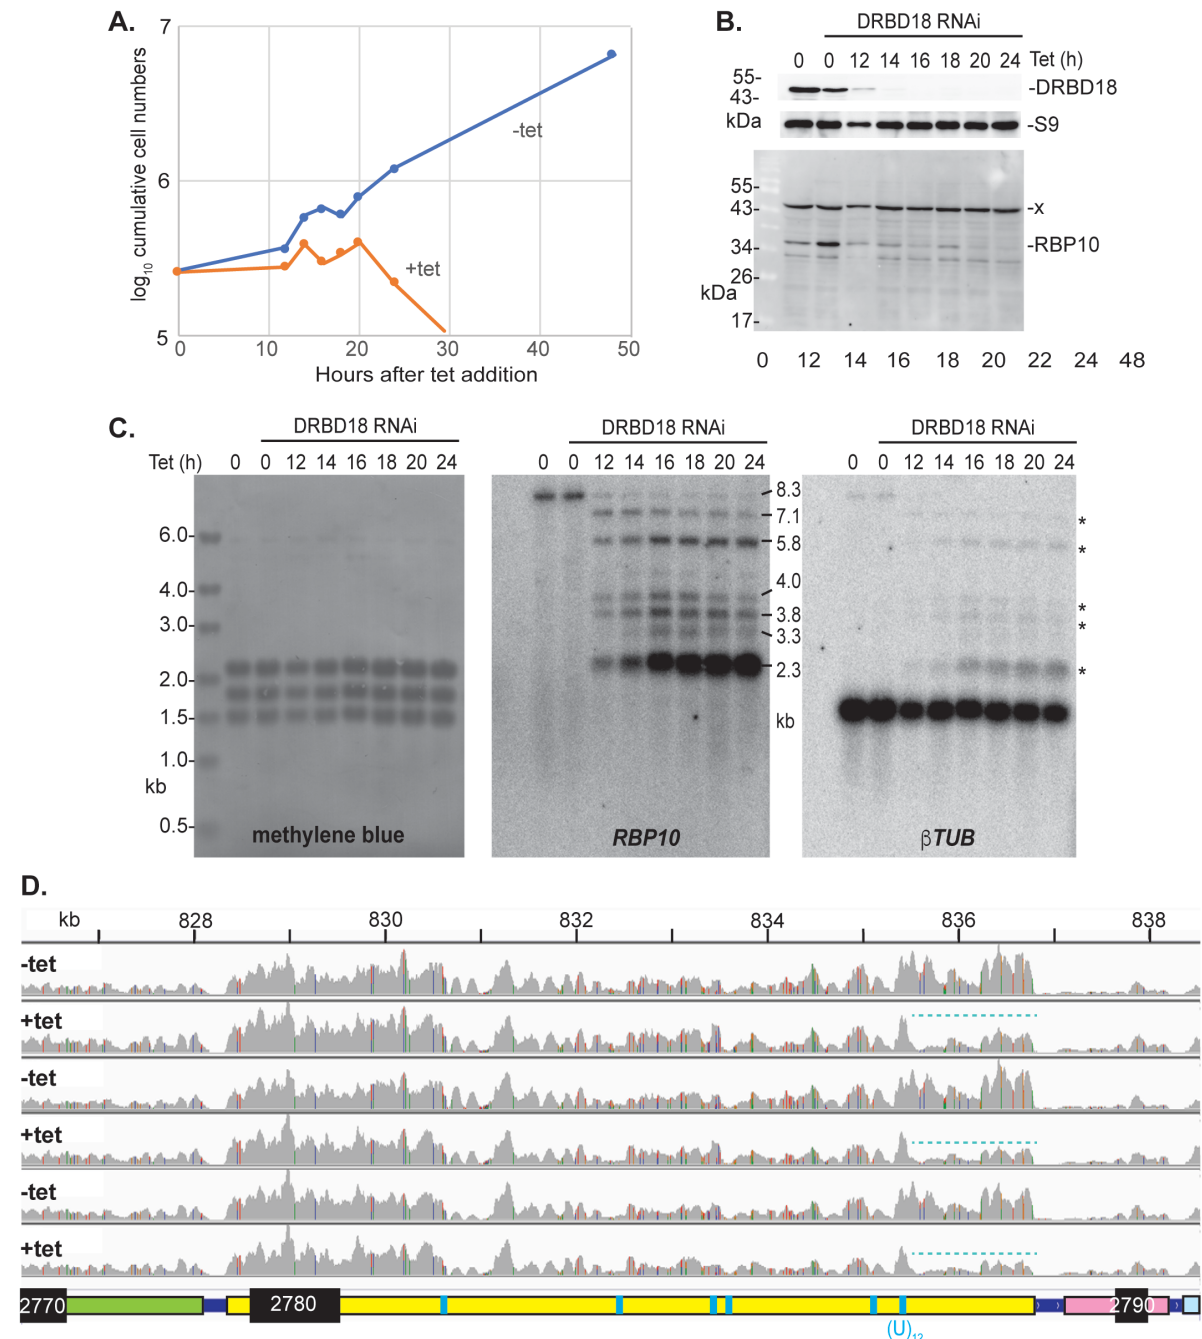 A.
7
6
5
log10 cumulative cell numbers
-tet
+tet
0 10 20 30 40 50
Hours after tet addition
B.
DRBD18 RNAi
0 0 12 14 16 18 20 24 Tet (h)
55-
43-
kDa
-DRBD18
-S9
55-
43-
34-
26-
kDa
17-
-x
-RBP10
0 12 14 16 18 20 22 24 48
C.
DRBD18 RNAi
Tet (h) 0 0 12 14 16 18 20 24
6.0-
4.0-
3.0-
2.0-
1.5-
1.0-
kb
0.5-
methylene blue
DRBD18 RNAi
0 0 12 14 16 18 20 24
8.3
7.1
5.8
4.0
3.8
3.3
2.3
kb
RBP10
DRBD18 RNAi
0 0 12 14 16 18 20 24
*
*
*
*
*
βTUB
D.
kb 828 830 832 834 836 838
-tet
+tet
-tet
+tet
-tet
+tet
2770 2780 2790
(U)12